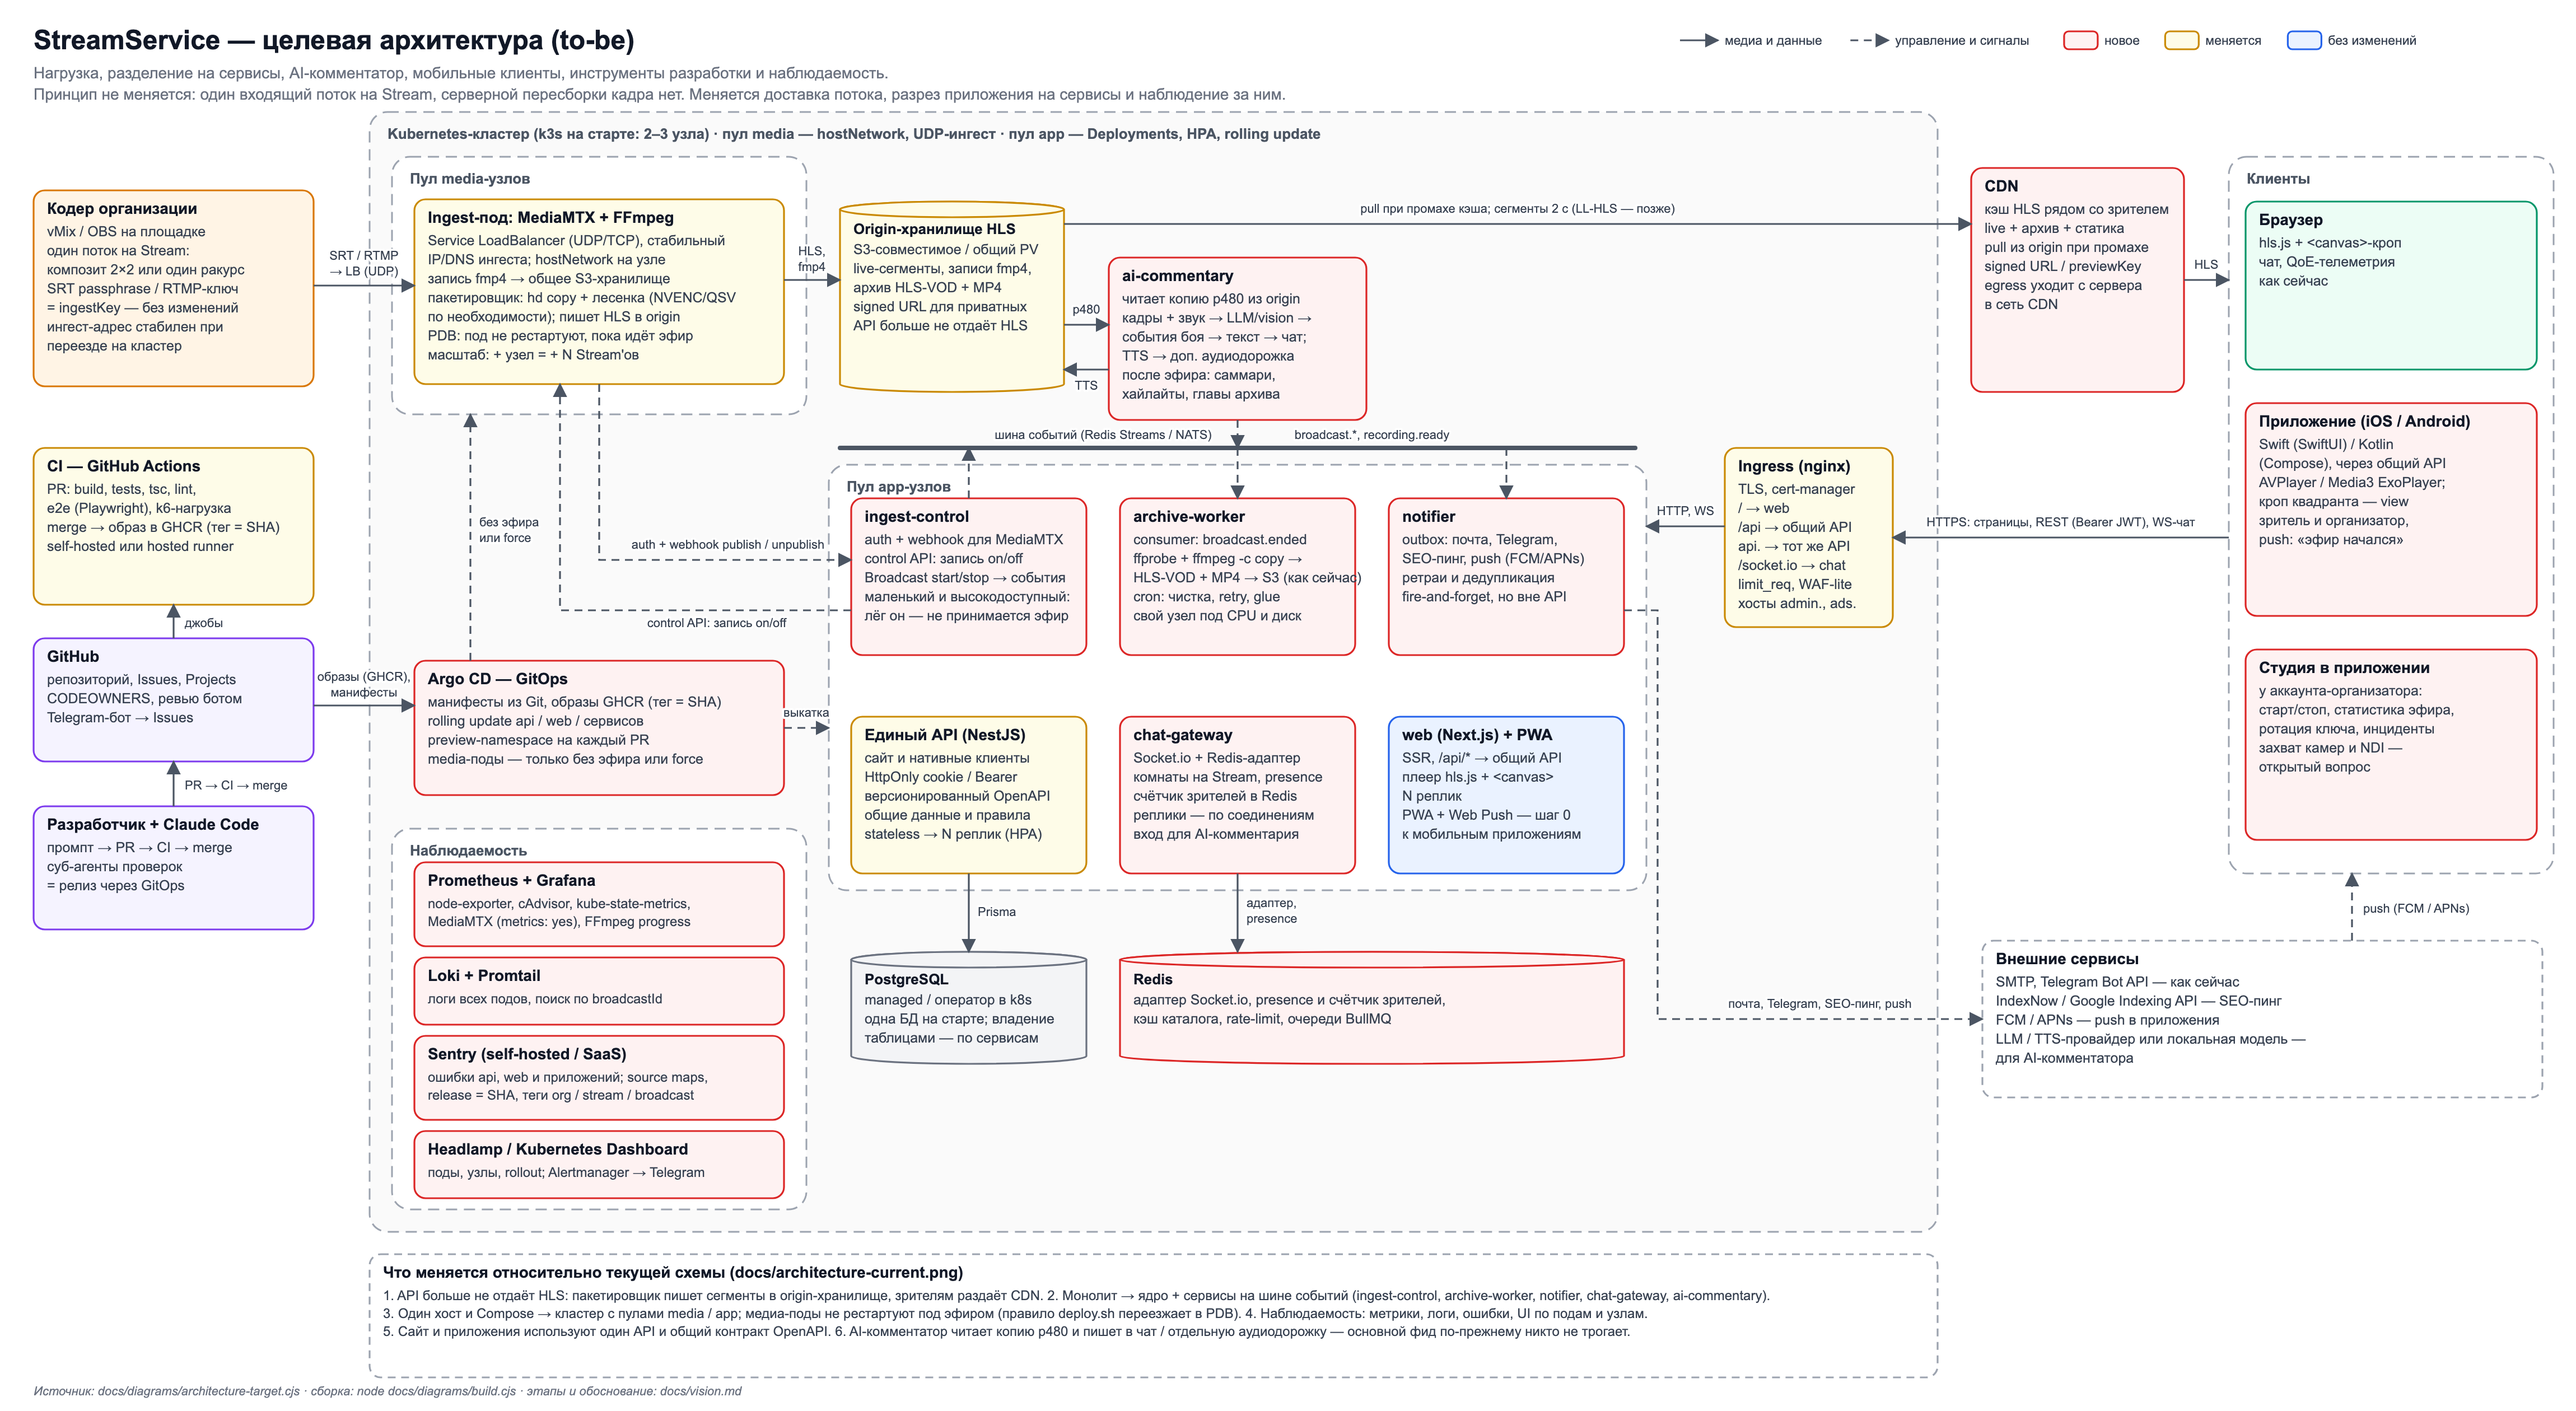 StreamService — целевая архитектура (to-be)
Нагрузка, разделение на сервисы, AI-комментатор, мобильные клиенты, инструменты разработки и наблюдаемость.
Принцип не меняется: один входящий поток на Stream, серверной пересборки кадра нет. Меняется доставка потока, разрез приложения на сервисы и наблюдение за ним.
медиа и данные
управление и сигналы
новое
меняется
без изменений
Kubernetes-кластер (k3s на старте: 2–3 узла) · пул media — hostNetwork, UDP-ингест · пул app — Deployments, HPA, rolling update
Кодер организации
vMix / OBS на площадке
один поток на Stream:
композит 2×2 или один ракурс
SRT passphrase / RTMP-ключ
= ingestKey — без изменений
ингест-адрес стабилен при
переезде на кластер
SRT / RTMP
→ LB (UDP)
Пул media-узлов
Ingest-под: MediaMTX + FFmpeg
Service LoadBalancer (UDP/TCP), стабильный
IP/DNS ингеста; hostNetwork на узле
запись fmp4 → общее S3-хранилище
пакетировщик: hd copy + лесенка (NVENC/QSV
по необходимости); пишет HLS в origin
PDB: под не рестартуют, пока идёт эфир
масштаб: + узел = + N Stream'ов
HLS,
fmp4
Origin-хранилище HLS
S3-совместимое / общий PV
live-сегменты, записи fmp4,
архив HLS-VOD + MP4
signed URL для приватных
API больше не отдаёт HLS
pull при промахе кэша; сегменты 2 с (LL-HLS — позже)
p480
TTS
ai-commentary
читает копию p480 из origin
кадры + звук → LLM/vision →
события боя → текст → чат;
TTS → доп. аудиодорожка
после эфира: саммари,
хайлайты, главы архива
CDN
кэш HLS рядом со зрителем
live + архив + статика
pull из origin при промахе
signed URL / previewKey
egress уходит с сервера
в сеть CDN
HLS
Клиенты
Браузер
hls.js + <canvas>-кроп
чат, QoE-телеметрия
как сейчас
Приложение (iOS / Android)
Swift (SwiftUI) / Kotlin
(Compose), через общий API
AVPlayer / Media3 ExoPlayer;
кроп квадранта — view
зритель и организатор,
push: «эфир начался»
Студия в приложении
у аккаунта-организатора:
старт/стоп, статистика эфира,
ротация ключа, инциденты
захват камер и NDI —
открытый вопрос
шина событий (Redis Streams / NATS)
broadcast.*, recording.ready
CI — GitHub Actions
PR: build, tests, tsc, lint,
e2e (Playwright), k6-нагрузка
merge → образ в GHCR (тег = SHA)
self-hosted или hosted runner
джобы
GitHub
репозиторий, Issues, Projects
CODEOWNERS, ревью ботом
Telegram-бот → Issues
PR → CI → merge
Разработчик + Claude Code
промпт → PR → CI → merge
суб-агенты проверок
= релиз через GitOps
образы (GHCR),
манифесты
без эфира
или force
auth + webhook publish / unpublish
control API: запись on/off
Argo CD — GitOps
манифесты из Git, образы GHCR (тег = SHA)
rolling update api / web / сервисов
preview-namespace на каждый PR
media-поды — только без эфира или force
выкатка
Пул app-узлов
ingest-control
auth + webhook для MediaMTX
control API: запись on/off
Broadcast start/stop → события
маленький и высокодоступный:
лёг он — не принимается эфир
archive-worker
consumer: broadcast.ended
ffprobe + ffmpeg -c copy →
HLS-VOD + MP4 → S3 (как сейчас)
cron: чистка, retry, glue
свой узел под CPU и диск
notifier
outbox: почта, Telegram,
SEO-пинг, push (FCM/APNs)
ретраи и дедупликация
fire-and-forget, но вне API
HTTP, WS
Ingress (nginx)
TLS, cert-manager
/ → web
/api → общий API
api. → тот же API
/socket.io → chat
limit_req, WAF-lite
хосты admin., ads.
HTTPS: страницы, REST (Bearer JWT), WS-чат
Единый API (NestJS)
сайт и нативные клиенты
HttpOnly cookie / Bearer
версионированный OpenAPI
общие данные и правила
stateless → N реплик (HPA)
chat-gateway
Socket.io + Redis-адаптер
комнаты на Stream, presence
счётчик зрителей в Redis
реплики — по соединениям
вход для AI-комментария
web (Next.js) + PWA
SSR, /api/* → общий API
плеер hls.js + <canvas>
N реплик
PWA + Web Push — шаг 0
к мобильным приложениям
Prisma
адаптер,
presence
PostgreSQL
managed / оператор в k8s
одна БД на старте; владение
таблицами — по сервисам
Redis
адаптер Socket.io, presence и счётчик зрителей,
кэш каталога, rate-limit, очереди BullMQ
почта, Telegram, SEO-пинг, push
push (FCM / APNs)
Внешние сервисы
SMTP, Telegram Bot API — как сейчас
IndexNow / Google Indexing API — SEO-пинг
FCM / APNs — push в приложения
LLM / TTS-провайдер или локальная модель —
для AI-комментатора
Наблюдаемость
Prometheus + Grafana
node-exporter, cAdvisor, kube-state-metrics,
MediaMTX (metrics: yes), FFmpeg progress
Loki + Promtail
логи всех подов, поиск по broadcastId
Sentry (self-hosted / SaaS)
ошибки api, web и приложений; source maps,
release = SHA, теги org / stream / broadcast
Headlamp / Kubernetes Dashboard
поды, узлы, rollout; Alertmanager → Telegram
Что меняется относительно текущей схемы (docs/architecture-current.png)
1. API больше не отдаёт HLS: пакетировщик пишет сегменты в origin-хранилище, зрителям раздаёт CDN. 2. Монолит → ядро + сервисы на шине событий (ingest-control, archive-worker, notifier, chat-gateway, ai-commentary).
3. Один хост и Compose → кластер с пулами media / app; медиа-поды не рестартуют под эфиром (правило deploy.sh переезжает в PDB). 4. Наблюдаемость: метрики, логи, ошибки, UI по подам и узлам.
5. Сайт и приложения используют один API и общий контракт OpenAPI. 6. AI-комментатор читает копию p480 и пишет в чат / отдельную аудиодорожку — основной фид по-прежнему никто не трогает.
Источник: docs/diagrams/architecture-target.cjs · сборка: node docs/diagrams/build.cjs · этапы и обоснование: docs/vision.md